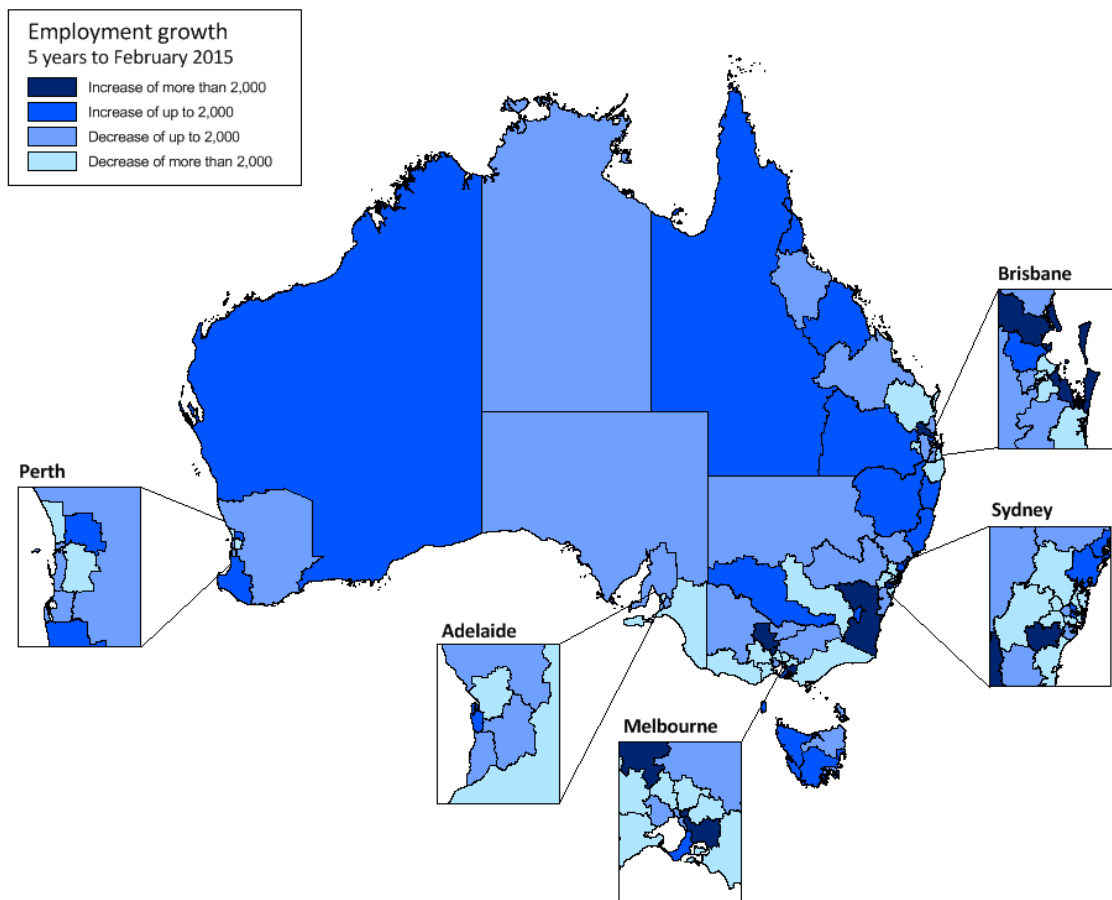 Employment growth
5 years to February 2015
Increase of more than 2,000
Increase of up to 2,000
Decrease of up to 2,000
Decrease of more than 2,000
Brisbane
Perth
Sydney
Adelaide
Melbourne